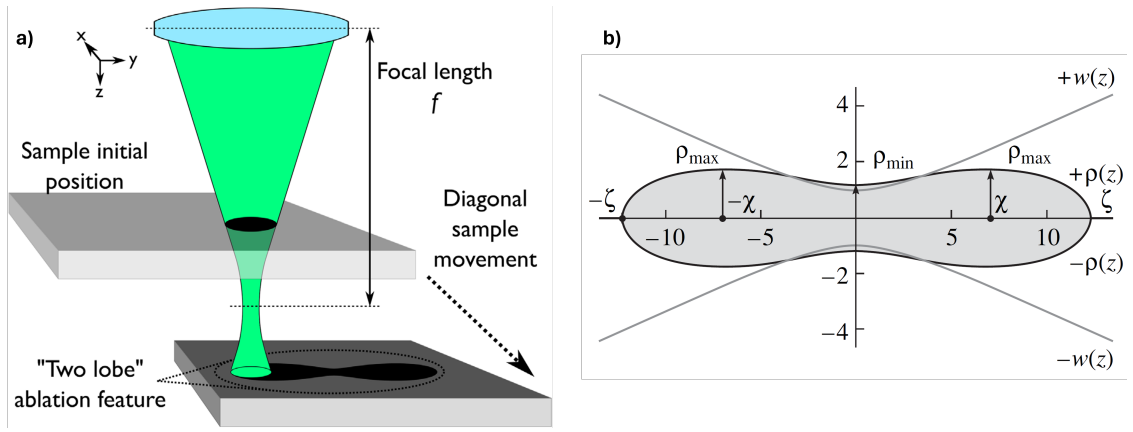 a)
x
y
z
Focal length
f
Sample initial
position
Diagonal
sample
movement
"Two lobe"
ablation feature
b)
+w(z)
4
ρmax
2
ρmin
ρmax
+ρ(z)
−ζ
−χ
χ
ζ
−10
−5
5
10
−ρ(z)
−2
−4
−w(z)